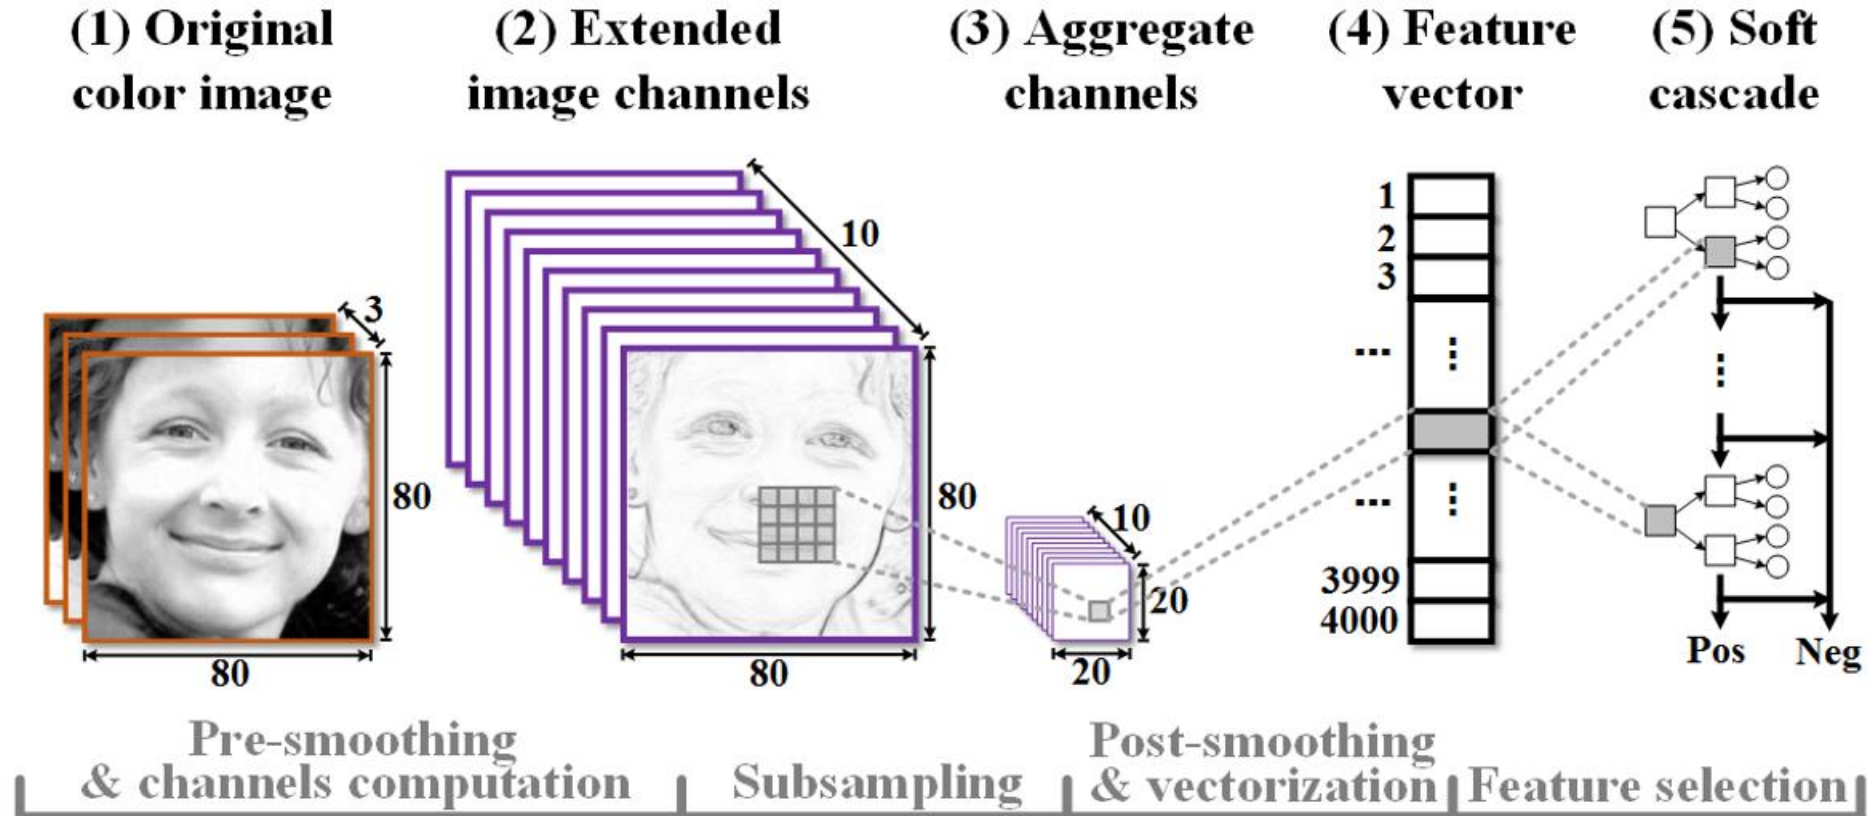 (1) Original
color image
(2) Extended
image channels
(3) Aggregate
channels
(4) Feature
vector
(5) Soft
cascade
3
80
80
10
80
80
10
20
20
1
2
3
...
...
3999
4000
Pos
Neg
Pre-smoothing
& channels computation
Subsampling
Post-smoothing
& vectorization
Feature selection